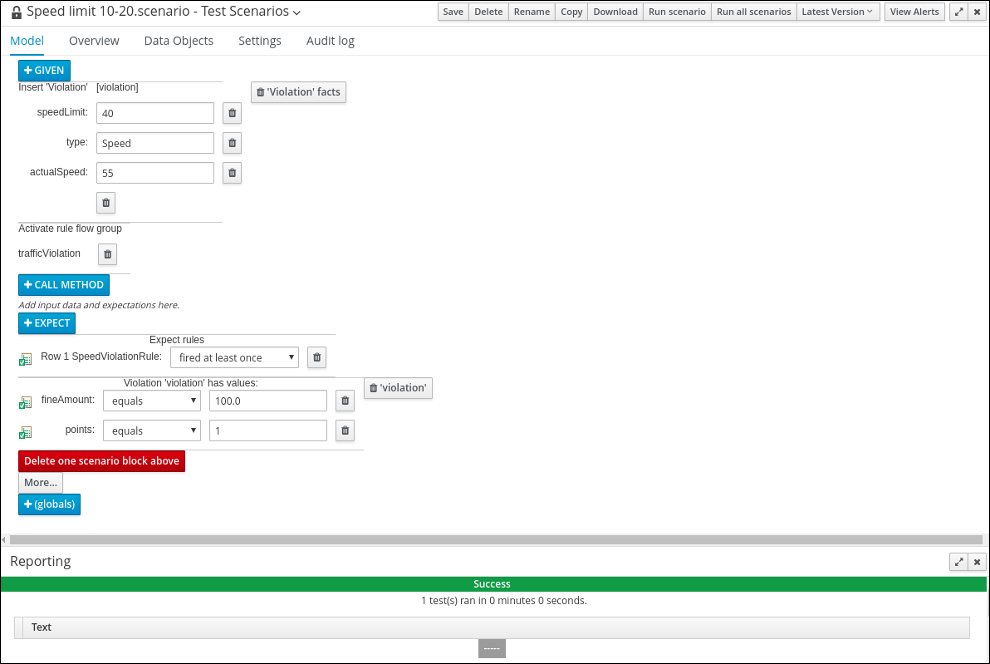 Speed limit 10-20.scenario - Test Scenarios
Save Delete Rename Copy Download Run scenario Run all scenarios Latest Version View Alerts
Model Overview Data Objects Settings Audit log
+ GIVEN
Insert 'Violation' [violation]
'Violation' facts
speedLimit: 40
type: Speed
actualSpeed: 55
Activate rule flow group
trafficViolation
+ CALL METHOD
Add input data and expectations here.
+ EXPECT
Expect rules
Row 1 SpeedViolationRule: fired at least once
Violation 'violation' has values:
'violation'
fineAmount: equals 100.0
points: equals 1
Delete one scenario block above
More...
+ (globals)
Reporting
Success
1 test(s) ran in 0 minutes 0 seconds.
Text
-----